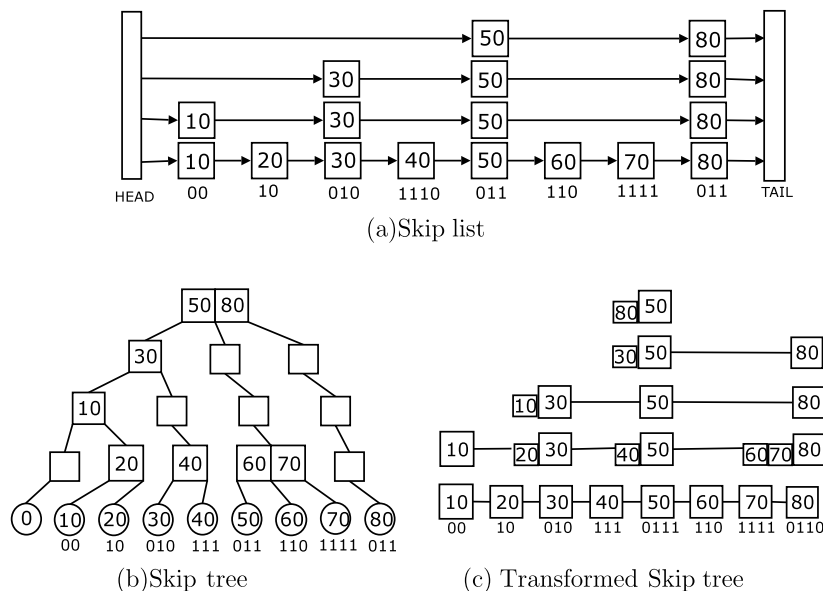 50 80
30 50 80
10 30 50 80
10 20 30 40 50 60 70 80
HEAD TAIL
00 10 010 1110 011 110 1111 011
(a)Skip list
50 80
30
10
20 40 60 70
0 10 20 30 40 50 60 70 80
00 10 010 111 011 110 1111 011
(b)Skip tree
80 50
30 50 80
10 30 50 80
10 20 30 40 50 60 70 80
10 20 30 40 50 60 70 80
00 10 010 111 0111 110 1111 0110
(c) Transformed Skip tree